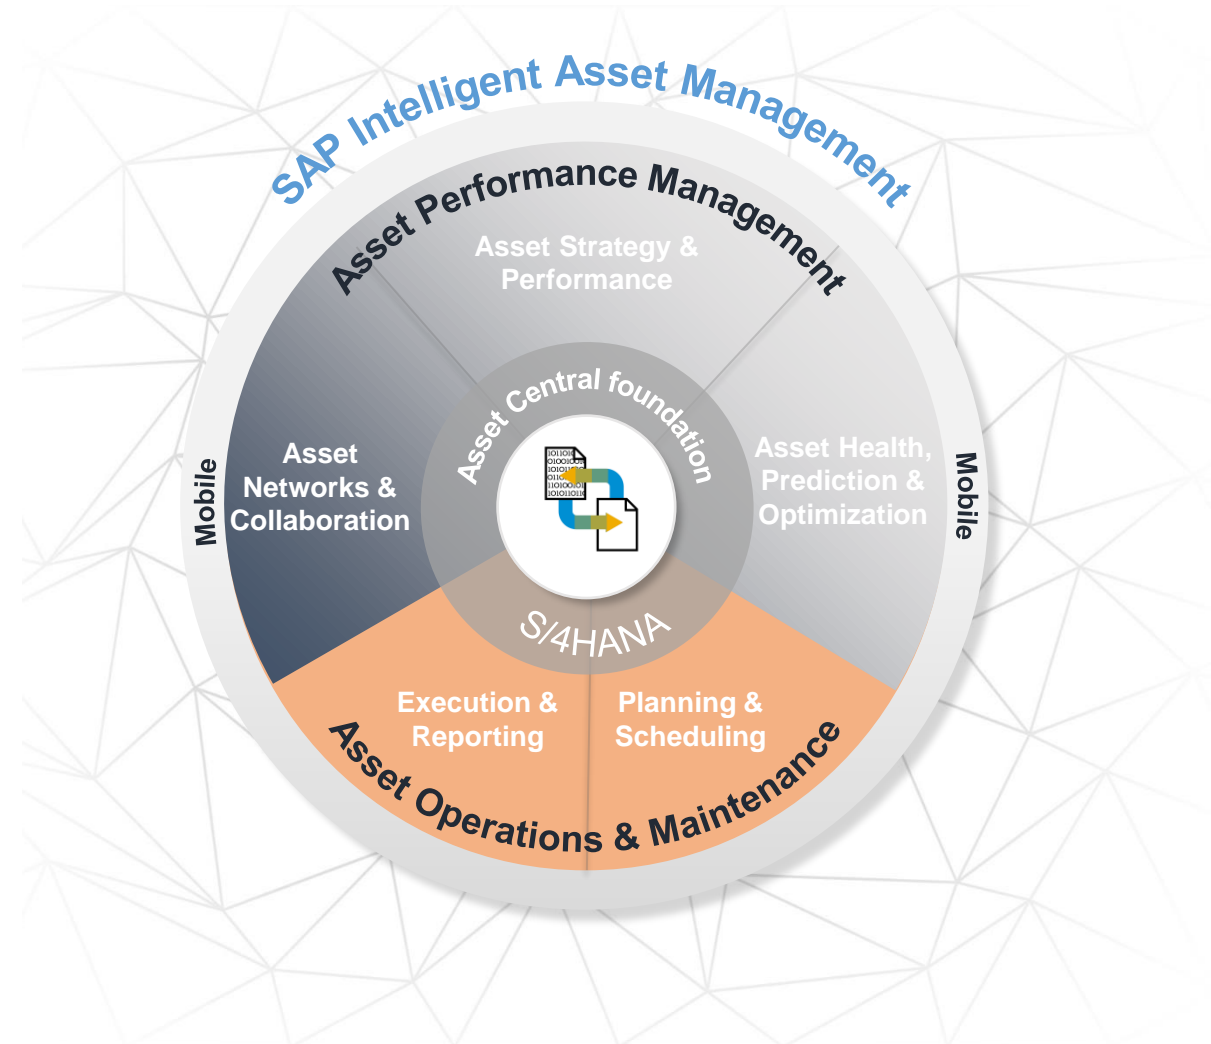 SAP Intelligent Asset Management
Asset Performance Management
Asset Strategy &
Performance
Asset Central foundation
Asset
Networks &
Collaboration
Asset Health,
Prediction &
Optimization
Mobile
Mobile
S/4HANA
Execution &
Reporting
Planning &
Scheduling
Asset Operations & Maintenance